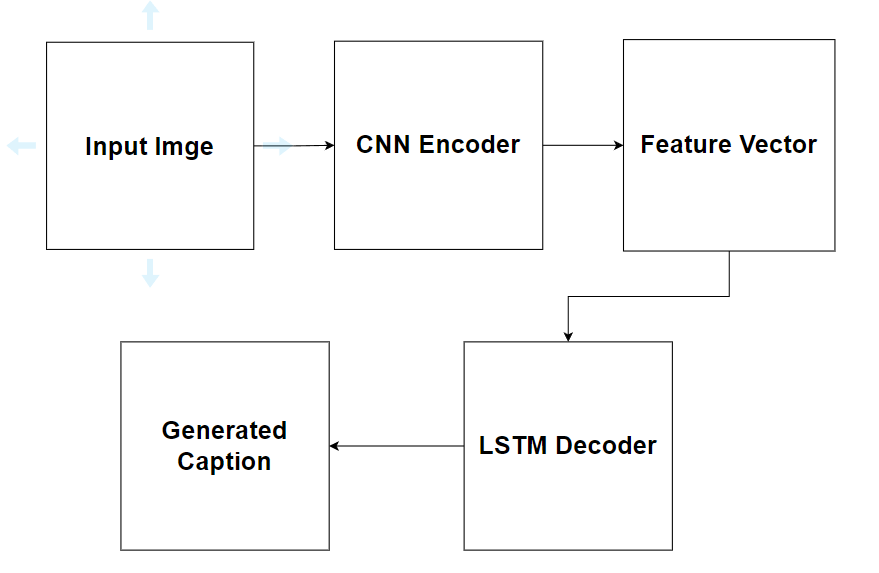 Input Imge
CNN Encoder
Feature Vector
Generated
Caption
LSTM Decoder